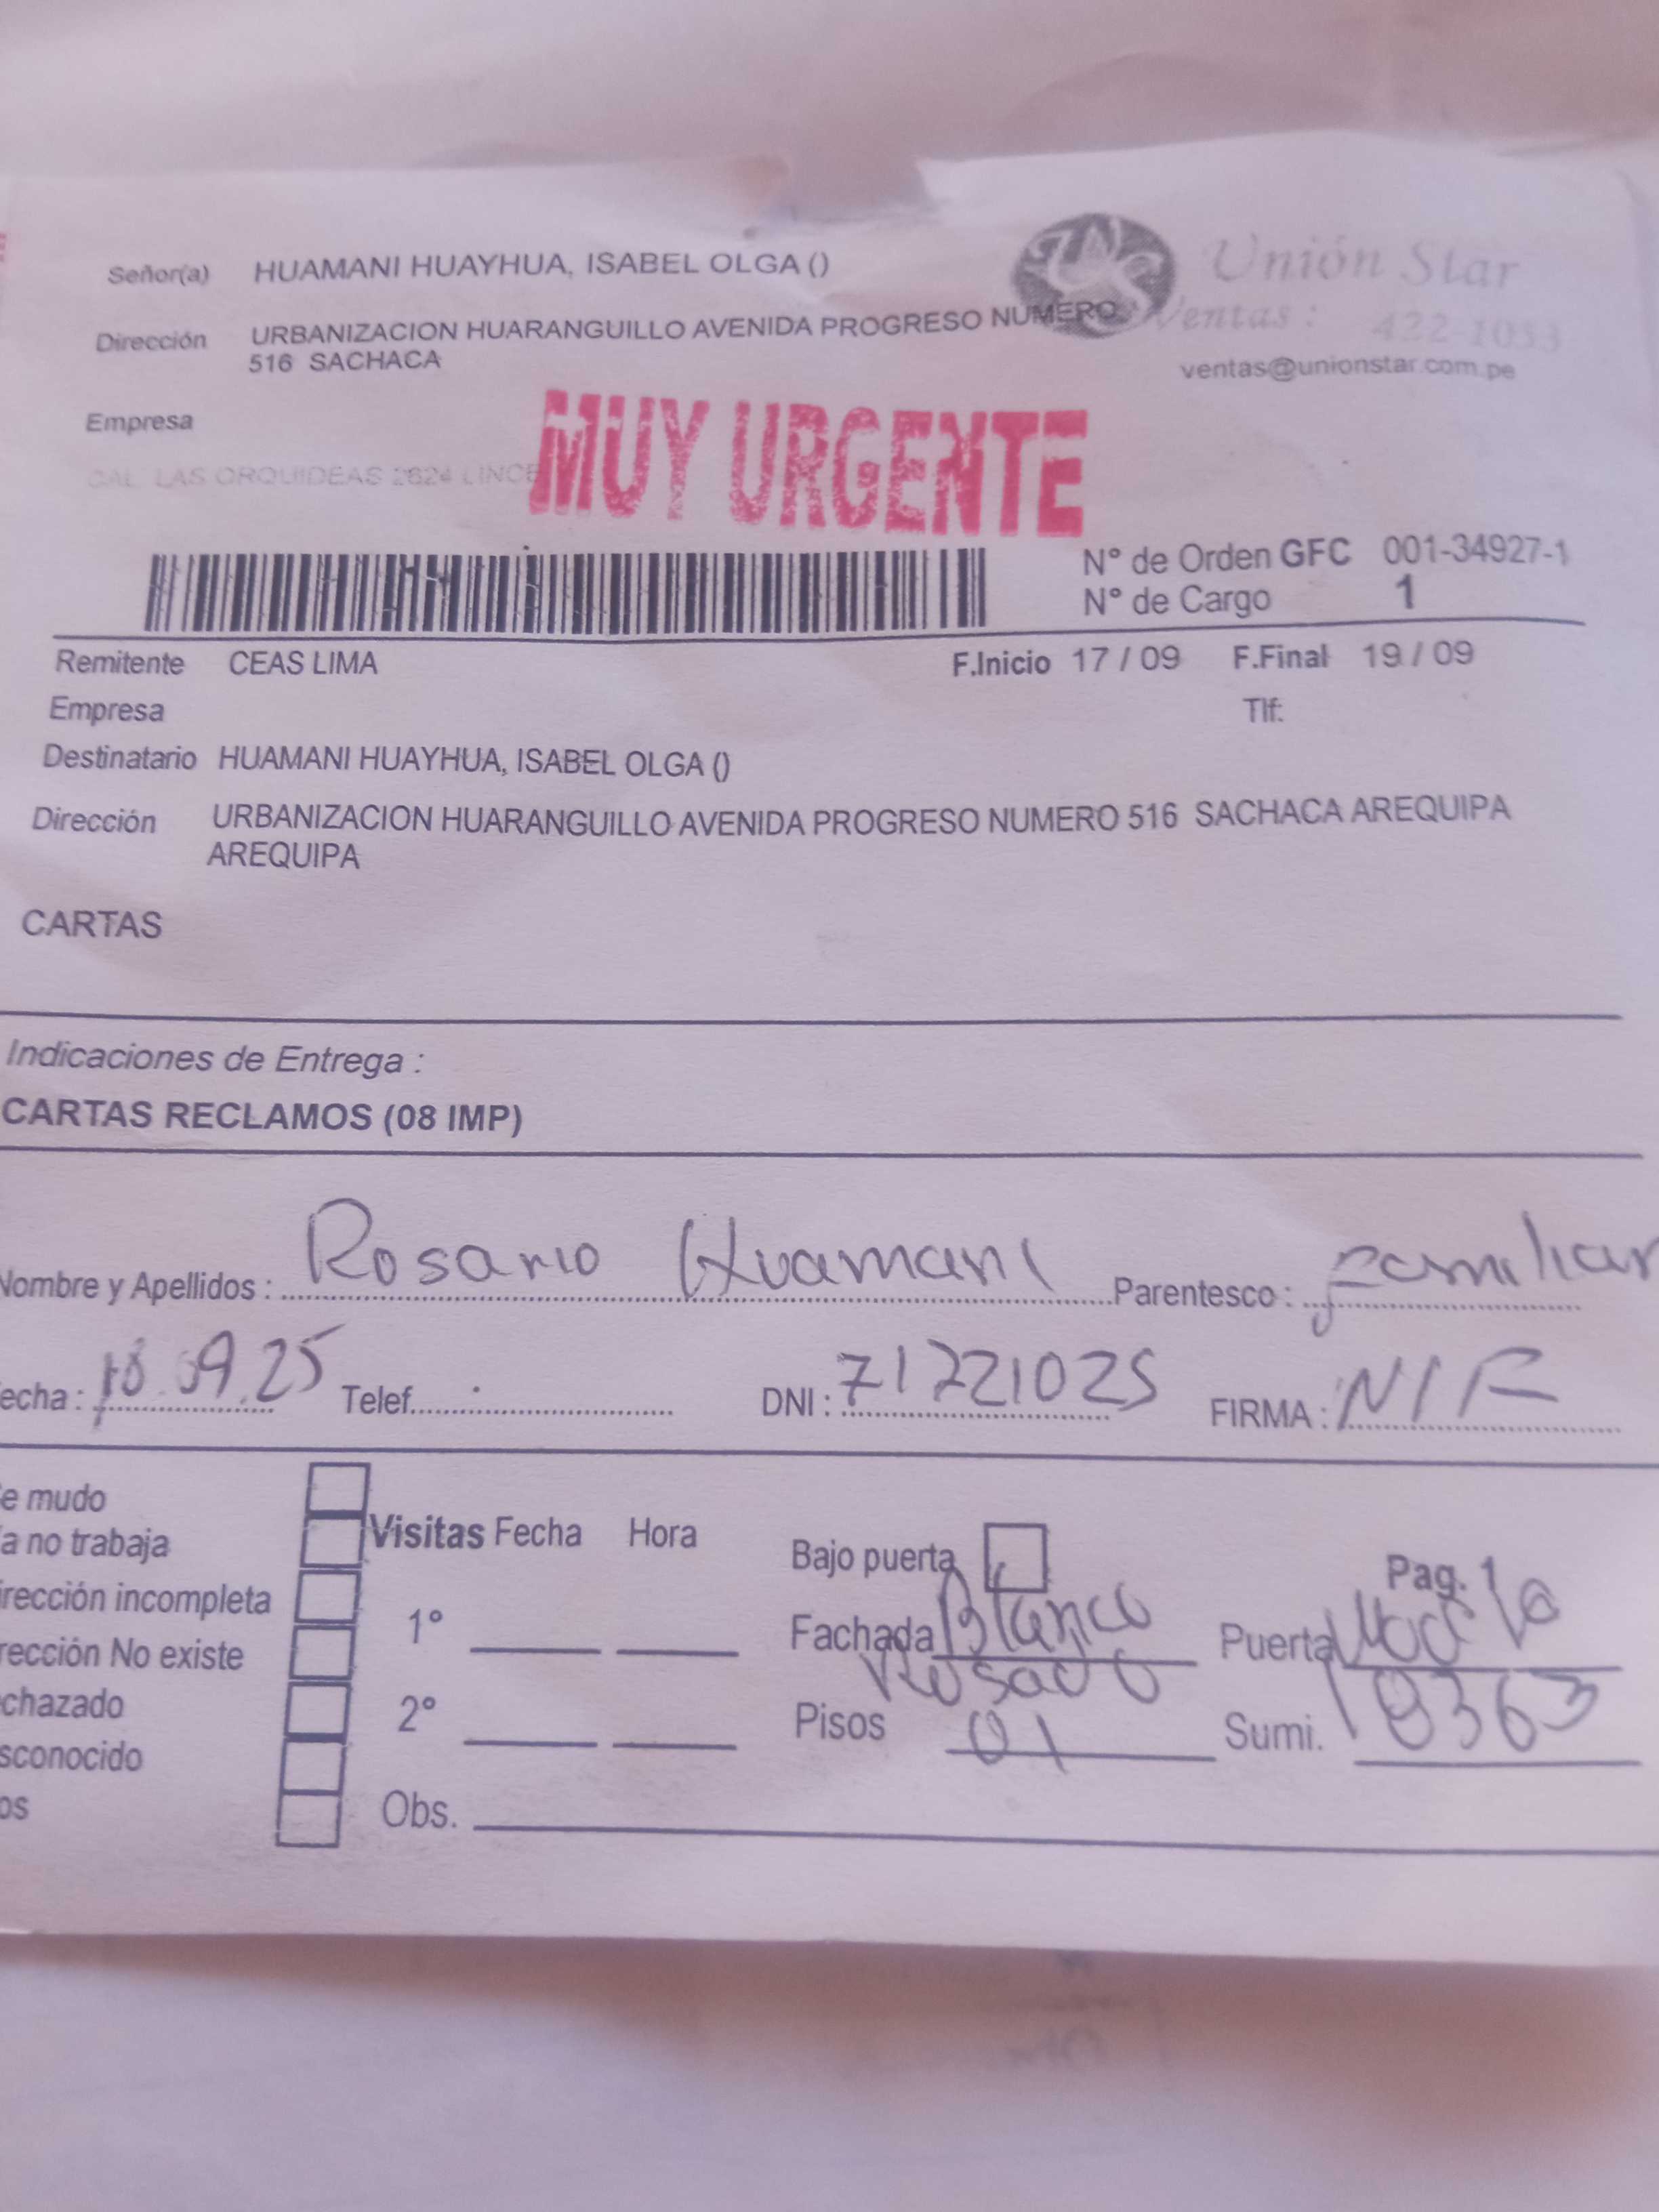 Señor(a) HUAMANI HUAYHUA, ISABEL OLGA ()
Unión Star
Dirección URBANIZACION HUARANGUILLO AVENIDA PROGRESO NUMERO
516 SACHACA
Ventas: 422-1053
ventas@unionstar.com.pe
Empresa
CAL LAS ORQUIDEAS 2624 LINCE
MUY URGENTE
N° de Orden GFC 001-34927-1
N° de Cargo 1
Remitente CEAS LIMA F.Inicio 17 / 09 F.Final 19 / 09
Empresa Tlf:
Destinatario HUAMANI HUAYHUA, ISABEL OLGA ()
Dirección URBANIZACION HUARANGUILLO AVENIDA PROGRESO NUMERO 516 SACHACA AREQUIPA
AREQUIPA
CARTAS
Indicaciones de Entrega :
CARTAS RECLAMOS (08 IMP)
Nombre y Apellidos : Rosario Huamani Parentesco : familiar
echa : 18.09.25 Telef. DNI : 71221025 FIRMA : NIF
e mudo
a no trabaja
irección incompleta
rección No existe
chazado
sconocido
os
Visitas Fecha Hora
1°
2°
Obs.
Bajo puerta
Fachada Blanco
Rosado
Pisos 01
Pag. 1
Puerta
Sumi. 18363